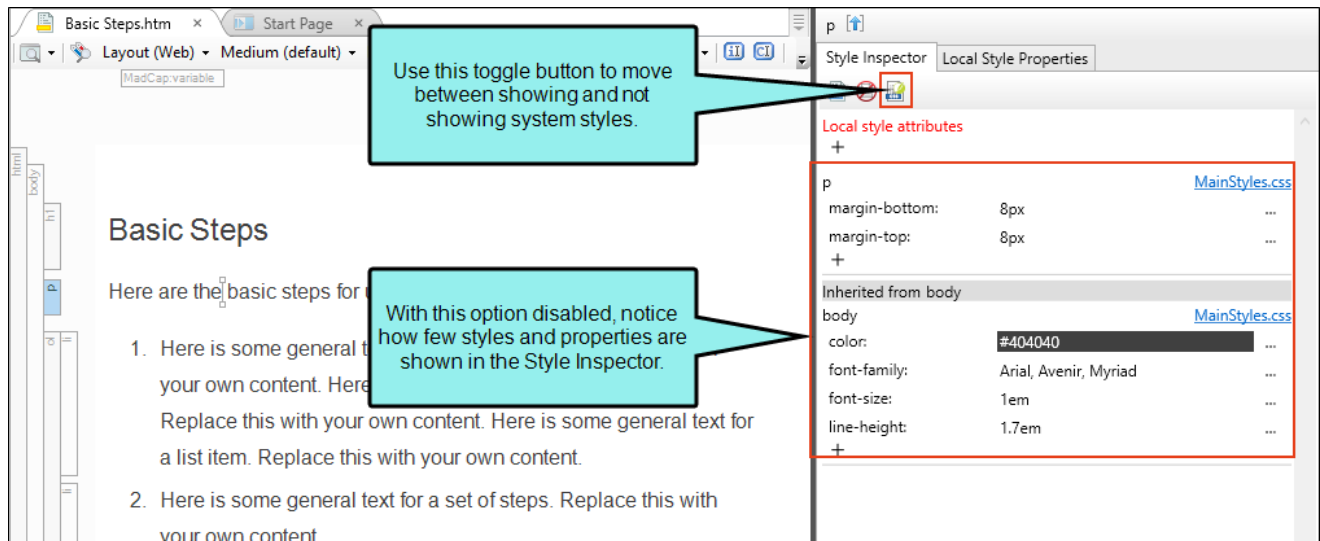 Basic Steps.htm ×
Start Page ×
Layout (Web) Medium (default)
MadCap:variable
html
body
h1
p
ol
li
li
Basic Steps
Here are the basic steps for
1. Here is some general
your own content. Here
Replace this with your own content. Here is some general text for
a list item. Replace this with your own content.
2. Here is some general text for a set of steps. Replace this with
your own content.
Use this toggle button to move
between showing and not
showing system styles.
With this option disabled, notice
how few styles and properties are
shown in the Style Inspector.
p
Style Inspector Local Style Properties
Local style attributes
+
p MainStyles.css
margin-bottom: 8px ...
margin-top: 8px ...
+
Inherited from body
body MainStyles.css
color: #404040 ...
font-family: Arial, Avenir, Myriad ...
font-size: 1em ...
line-height: 1.7em ...
+